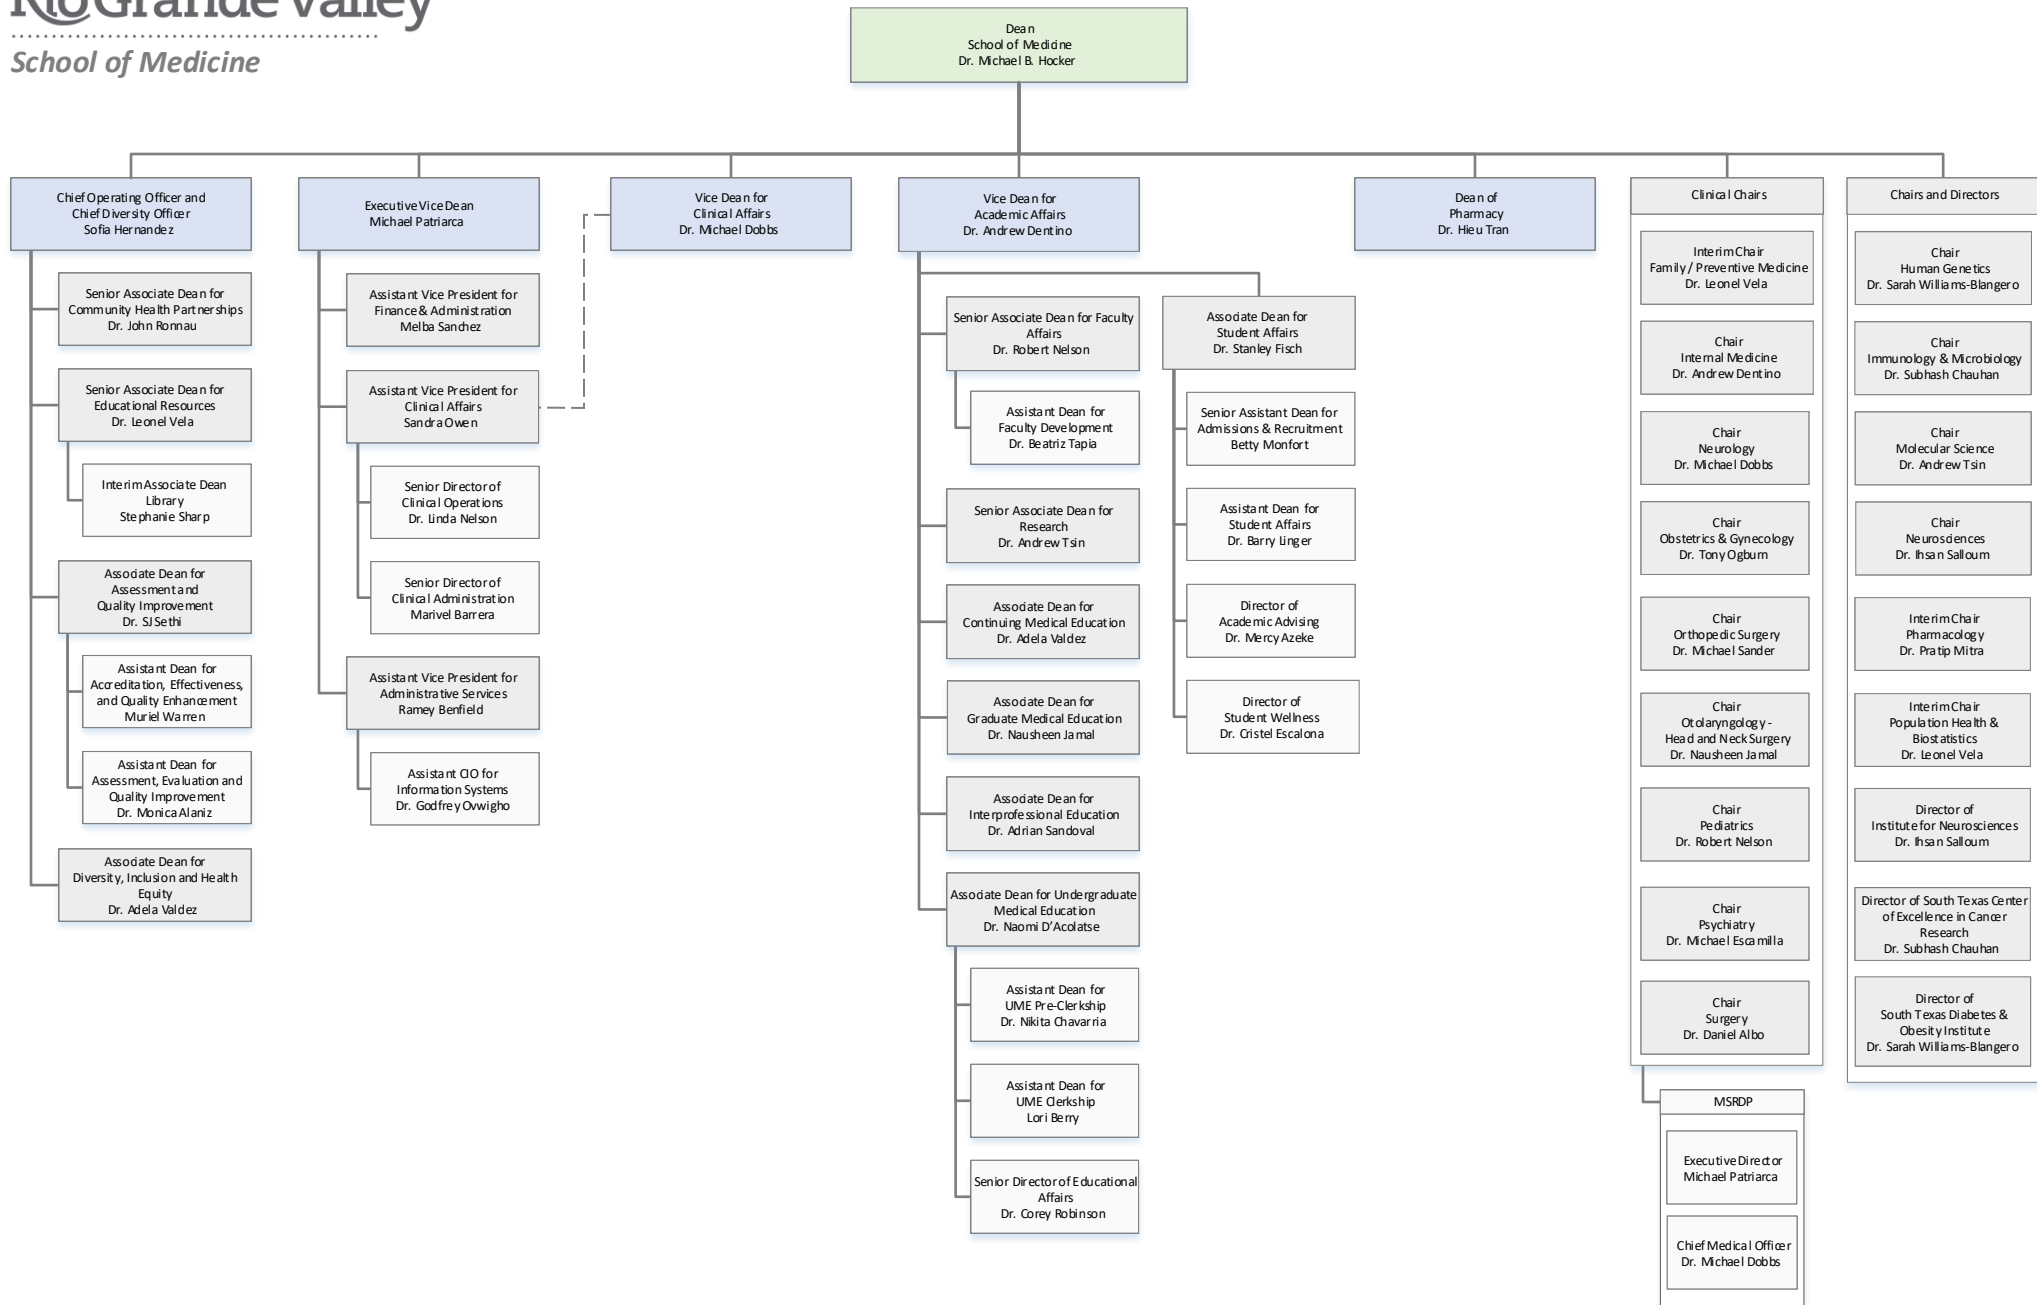 Rio Grande Valley
School of Medicine
Dean
School of Medicine
Dr. Michael B. Hocker
Chief Operating Officer and
Chief Diversity Officer
Sofia Hernandez
Senior Associate Dean for
Community Health Partnerships
Dr. John Ronnau
Senior Associate Dean for
Educational Resources
Dr. Leonel Vela
Interim Associate Dean
Library
Stephanie Sharp
Associate Dean for
Assessment and
Quality Improvement
Dr. SJ Sethi
Assistant Dean for
Accreditation, Effectiveness,
and Quality Enhancement
Muriel Warren
Assistant Dean for
Assessment, Evaluation and
Quality Improvement
Dr. Monica Alaniz
Associate Dean for
Diversity, Inclusion and Health
Equity
Dr. Adela Valdez
Executive Vice Dean
Michael Patriarca
Assistant Vice President for
Finance & Administration
Melba Sanchez
Assistant Vice President for
Clinical Affairs
Sandra Owen
Senior Director of
Clinical Operations
Dr. Linda Nelson
Senior Director of
Clinical Administration
Marivel Barrera
Assistant Vice President for
Administrative Services
Ramey Benfield
Assistant CIO for
Information Systems
Dr. Godfrey Ovwigho
Vice Dean for
Clinical Affairs
Dr. Michael Dobbs
Vice Dean for
Academic Affairs
Dr. Andrew Dentino
Senior Associate Dean for Faculty
Affairs
Dr. Robert Nelson
Assistant Dean for
Faculty Development
Dr. Beatriz Tapia
Senior Associate Dean for
Research
Dr. Andrew Tsin
Associate Dean for
Continuing Medical Education
Dr. Adela Valdez
Associate Dean for
Graduate Medical Education
Dr. Nausheen Jamal
Associate Dean for
Interprofessional Education
Dr. Adrian Sandoval
Associate Dean for Undergraduate
Medical Education
Dr. Naomi D’Acolatse
Assistant Dean for
UME Pre-Clerkship
Dr. Nikita Chavarria
Assistant Dean for
UME Clerkship
Lori Berry
Senior Director of Educational
Affairs
Dr. Corey Robinson
Associate Dean for
Student Affairs
Dr. Stanley Fisch
Senior Assistant Dean for
Admissions & Recruitment
Betty Monfort
Assistant Dean for
Student Affairs
Dr. Barry Linger
Director of
Academic Advising
Dr. Mercy Azeke
Director of
Student Wellness
Dr. Cristel Escalona
Dean of
Pharmacy
Dr. Hieu Tran
Clinical Chairs
Interim Chair
Family / Preventive Medicine
Dr. Leonel Vela
Chair
Internal Medicine
Dr. Andrew Dentino
Chair
Neurology
Dr. Michael Dobbs
Chair
Obstetrics & Gynecology
Dr. Tony Ogburn
Chair
Orthopedic Surgery
Dr. Michael Sander
Chair
Otolaryngology -
Head and Neck Surgery
Dr. Nausheen Jamal
Chair
Pediatrics
Dr. Robert Nelson
Chair
Psychiatry
Dr. Michael Escamilla
Chair
Surgery
Dr. Daniel Albo
MSRDP
Executive Director
Michael Patriarca
Chief Medical Officer
Dr. Michael Dobbs
Chairs and Directors
Chair
Human Genetics
Dr. Sarah Williams-Blangero
Chair
Immunology & Microbiology
Dr. Subhash Chauhan
Chair
Molecular Science
Dr. Andrew Tsin
Chair
Neurosciences
Dr. Ihsan Salloum
Interim Chair
Pharmacology
Dr. Pratip Mitra
Interim Chair
Population Health &
Biostatistics
Dr. Leonel Vela
Director of
Institute for Neurosciences
Dr. Ihsan Salloum
Director of South Texas Center
of Excellence in Cancer
Research
Dr. Subhash Chauhan
Director of
South Texas Diabetes &
Obesity Institute
Dr. Sarah Williams-Blangero